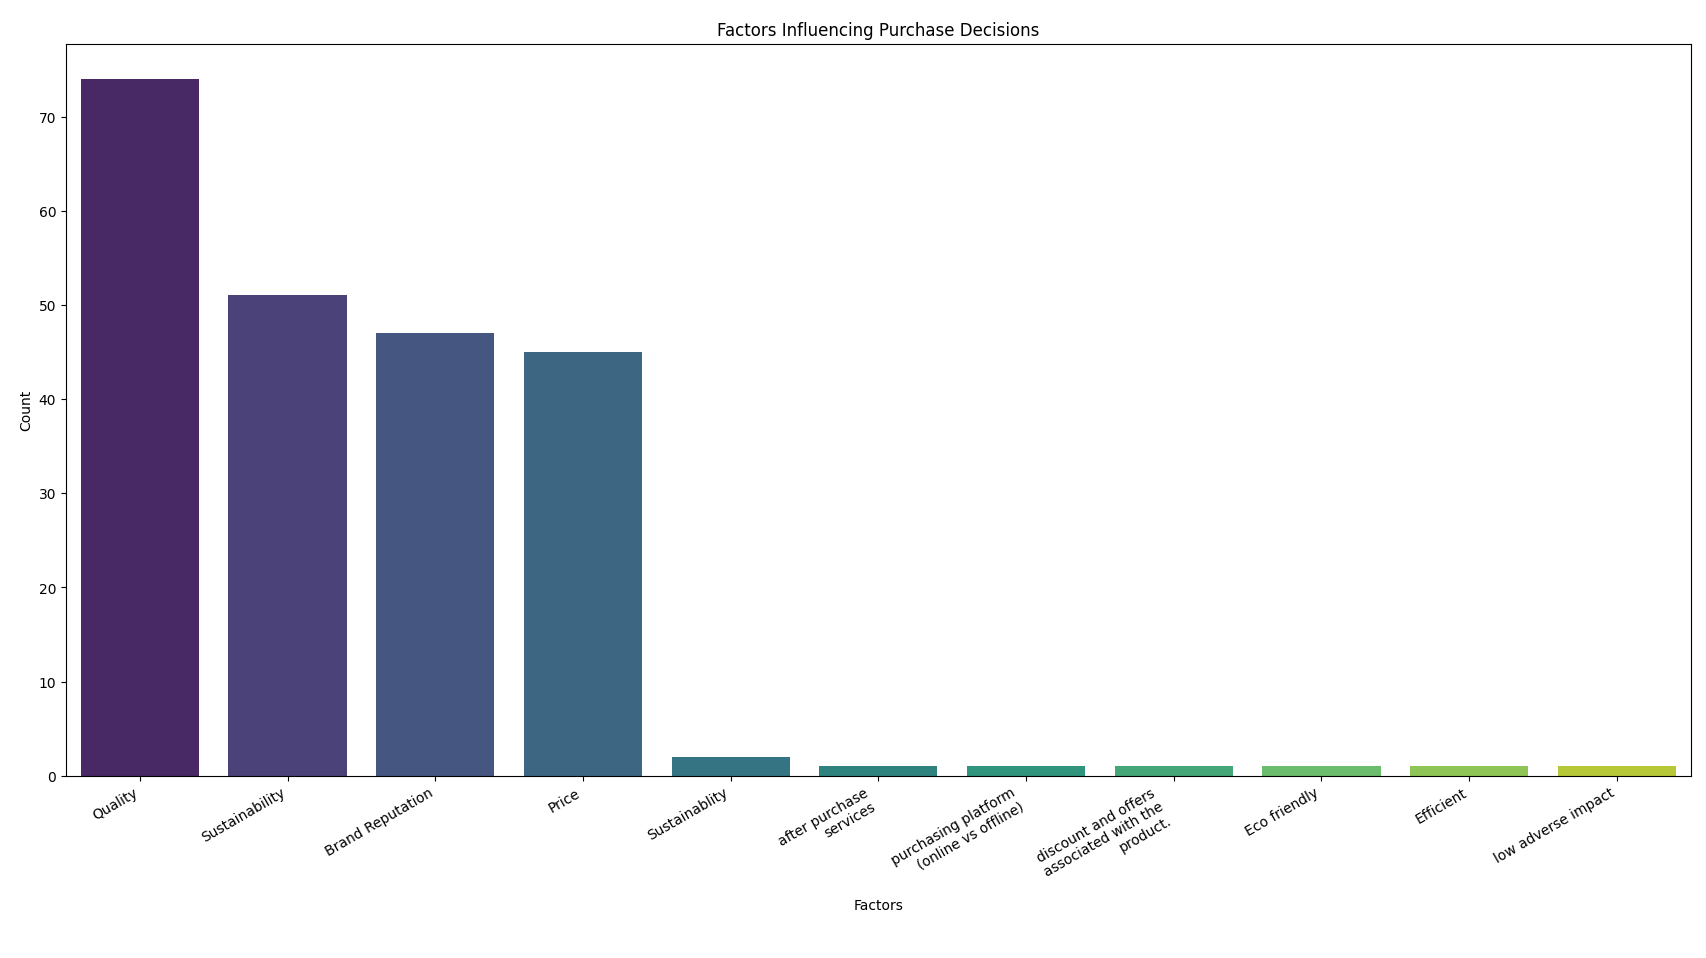 Factors Influencing Purchase Decisions
Count
70
60
50
40
30
20
10
0
Quality
Sustainability
Brand Reputation
Price
Sustainablity
after purchase
services
purchasing platform
(online vs offline)
discount and offers
associated with the
product.
Eco friendly
Efficient
low adverse impact
Factors